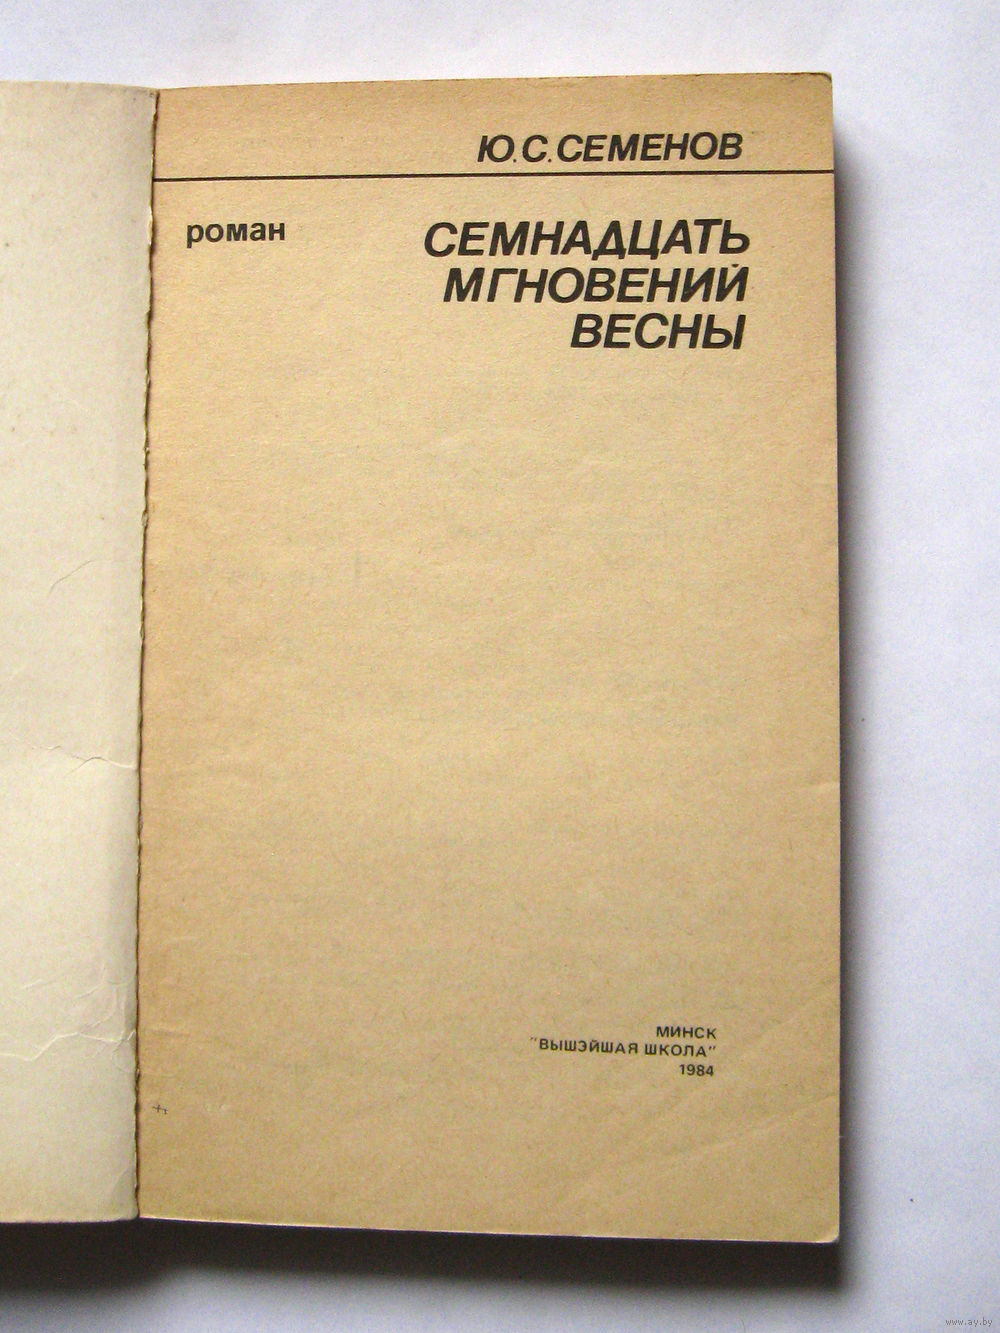 Ю.С.СЕМЕНОВ
роман
СЕМНАДЦАТЬ
МГНОВЕНИЙ
ВЕСНЫ
МИНСК
"ВЫШЭЙШАЯ ШКОЛА"
1984
www.ay.by